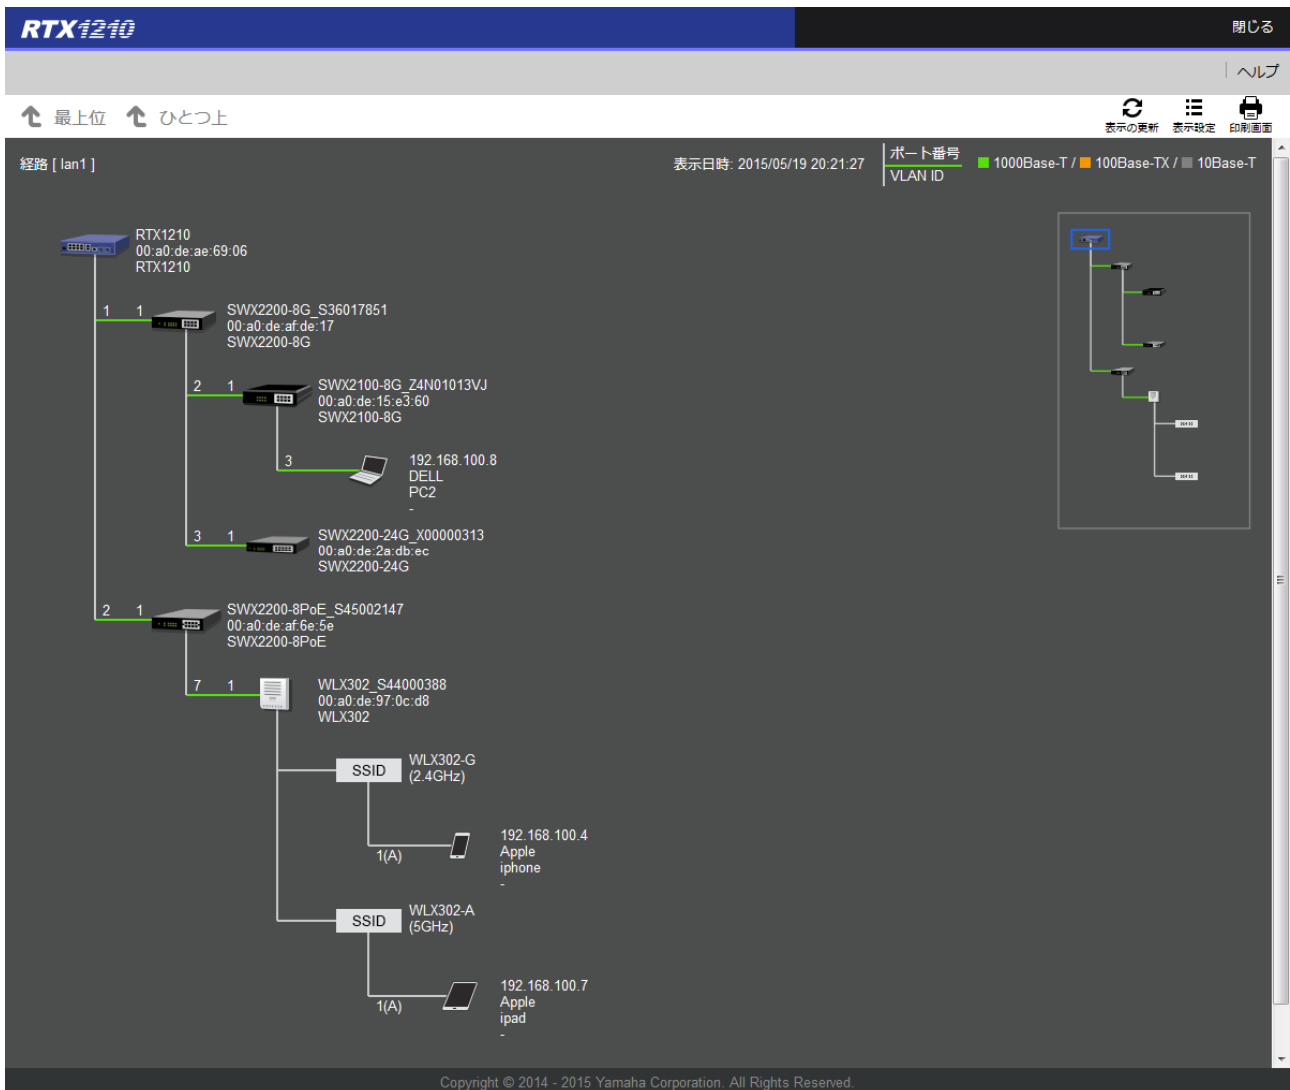 RTX1210
閉じる
ヘルプ
最上位 ひとつ上
表示の更新 表示設定 印刷画面
経路 [ lan1 ]
表示日時: 2015/05/19 20:21:27
ポート番号
VLAN ID
1000Base-T / 100Base-TX / 10Base-T
RTX1210
00:a0:de:ae:69:06
RTX1210
1 1
SWX2200-8G_S36017851
00:a0:de:af:de:17
SWX2200-8G
2 1
SWX2100-8G_Z4N01013VJ
00:a0:de:15:e3:60
SWX2100-8G
3
192.168.100.8
DELL
PC2
-
3 1
SWX2200-24G_X00000313
00:a0:de:2a:db:ec
SWX2200-24G
2 1
SWX2200-8PoE_S45002147
00:a0:de:af:6e:5e
SWX2200-8PoE
7 1
WLX302_S44000388
00:a0:de:97:0c:d8
WLX302
SSID
WLX302-G
(2.4GHz)
1(A)
192.168.100.4
Apple
iphone
-
SSID
WLX302-A
(5GHz)
1(A)
192.168.100.7
Apple
ipad
-
Copyright © 2014 - 2015 Yamaha Corporation. All Rights Reserved.